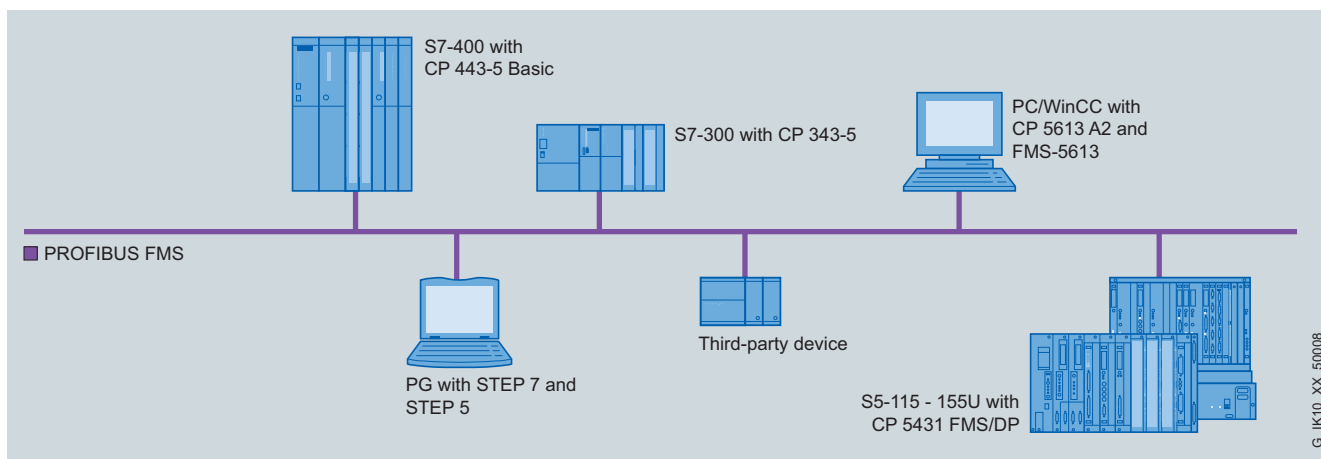 S7-400 with
CP 443-5 Basic
S7-300 with CP 343-5
PC/WinCC with
CP 5613 A2 and
FMS-5613
PROFIBUS FMS
PG with STEP 7 and
STEP 5
Third-party device
S5-115 - 155U with
CP 5431 FMS/DP
G_IK10_XX_50008